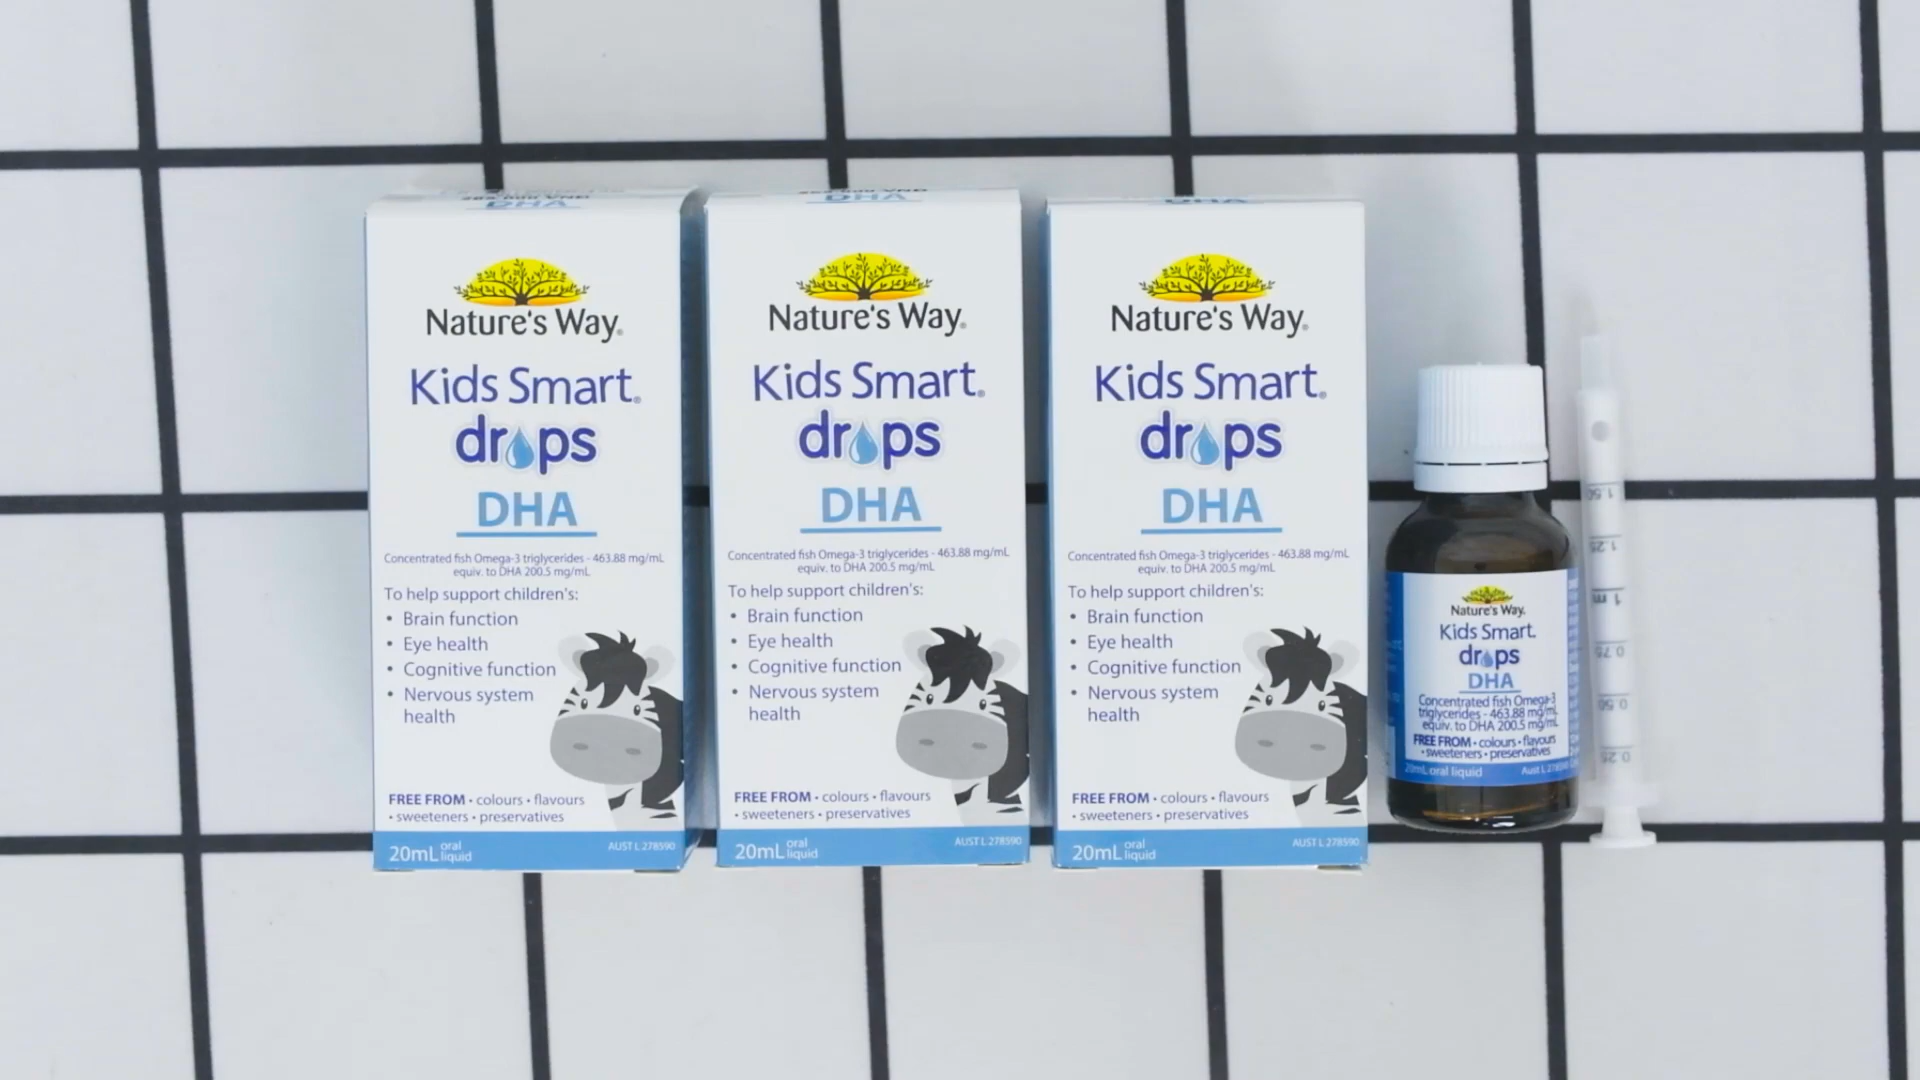 DHA
Nature's Way®
Kids Smart®
drops
DHA
Concentrated fish Omega-3 triglycerides - 463.88 mg/mL
equiv. to DHA 200.5 mg/mL
To help support children's:
• Brain function
• Eye health
• Cognitive function
• Nervous system
health
FREE FROM • colours • flavours
• sweeteners • preservatives
20mL oral liquid
AUST L 278590
DHA
Nature's Way®
Kids Smart®
drops
DHA
Concentrated fish Omega-3 triglycerides - 463.88 mg/mL
equiv. to DHA 200.5 mg/mL
To help support children's:
• Brain function
• Eye health
• Cognitive function
• Nervous system
health
FREE FROM • colours • flavours
• sweeteners • preservatives
20mL oral liquid
AUST L 278590
DHA
Nature's Way®
Kids Smart®
drops
DHA
Concentrated fish Omega-3 triglycerides - 463.88 mg/mL
equiv. to DHA 200.5 mg/mL
To help support children's:
• Brain function
• Eye health
• Cognitive function
• Nervous system
health
FREE FROM • colours • flavours
• sweeteners • preservatives
20mL oral liquid
AUST L 278590
Nature's Way®
Kids Smart®
drops
DHA
Concentrated fish Omega-3
triglycerides - 463.88 mg/mL
equiv. to DHA 200.5 mg/mL
FREE FROM • colours • flavours
• sweeteners • preservatives
20mL oral liquid
Aust L 278590
1.50
1.25
1 m
0.75
0.50
0.25